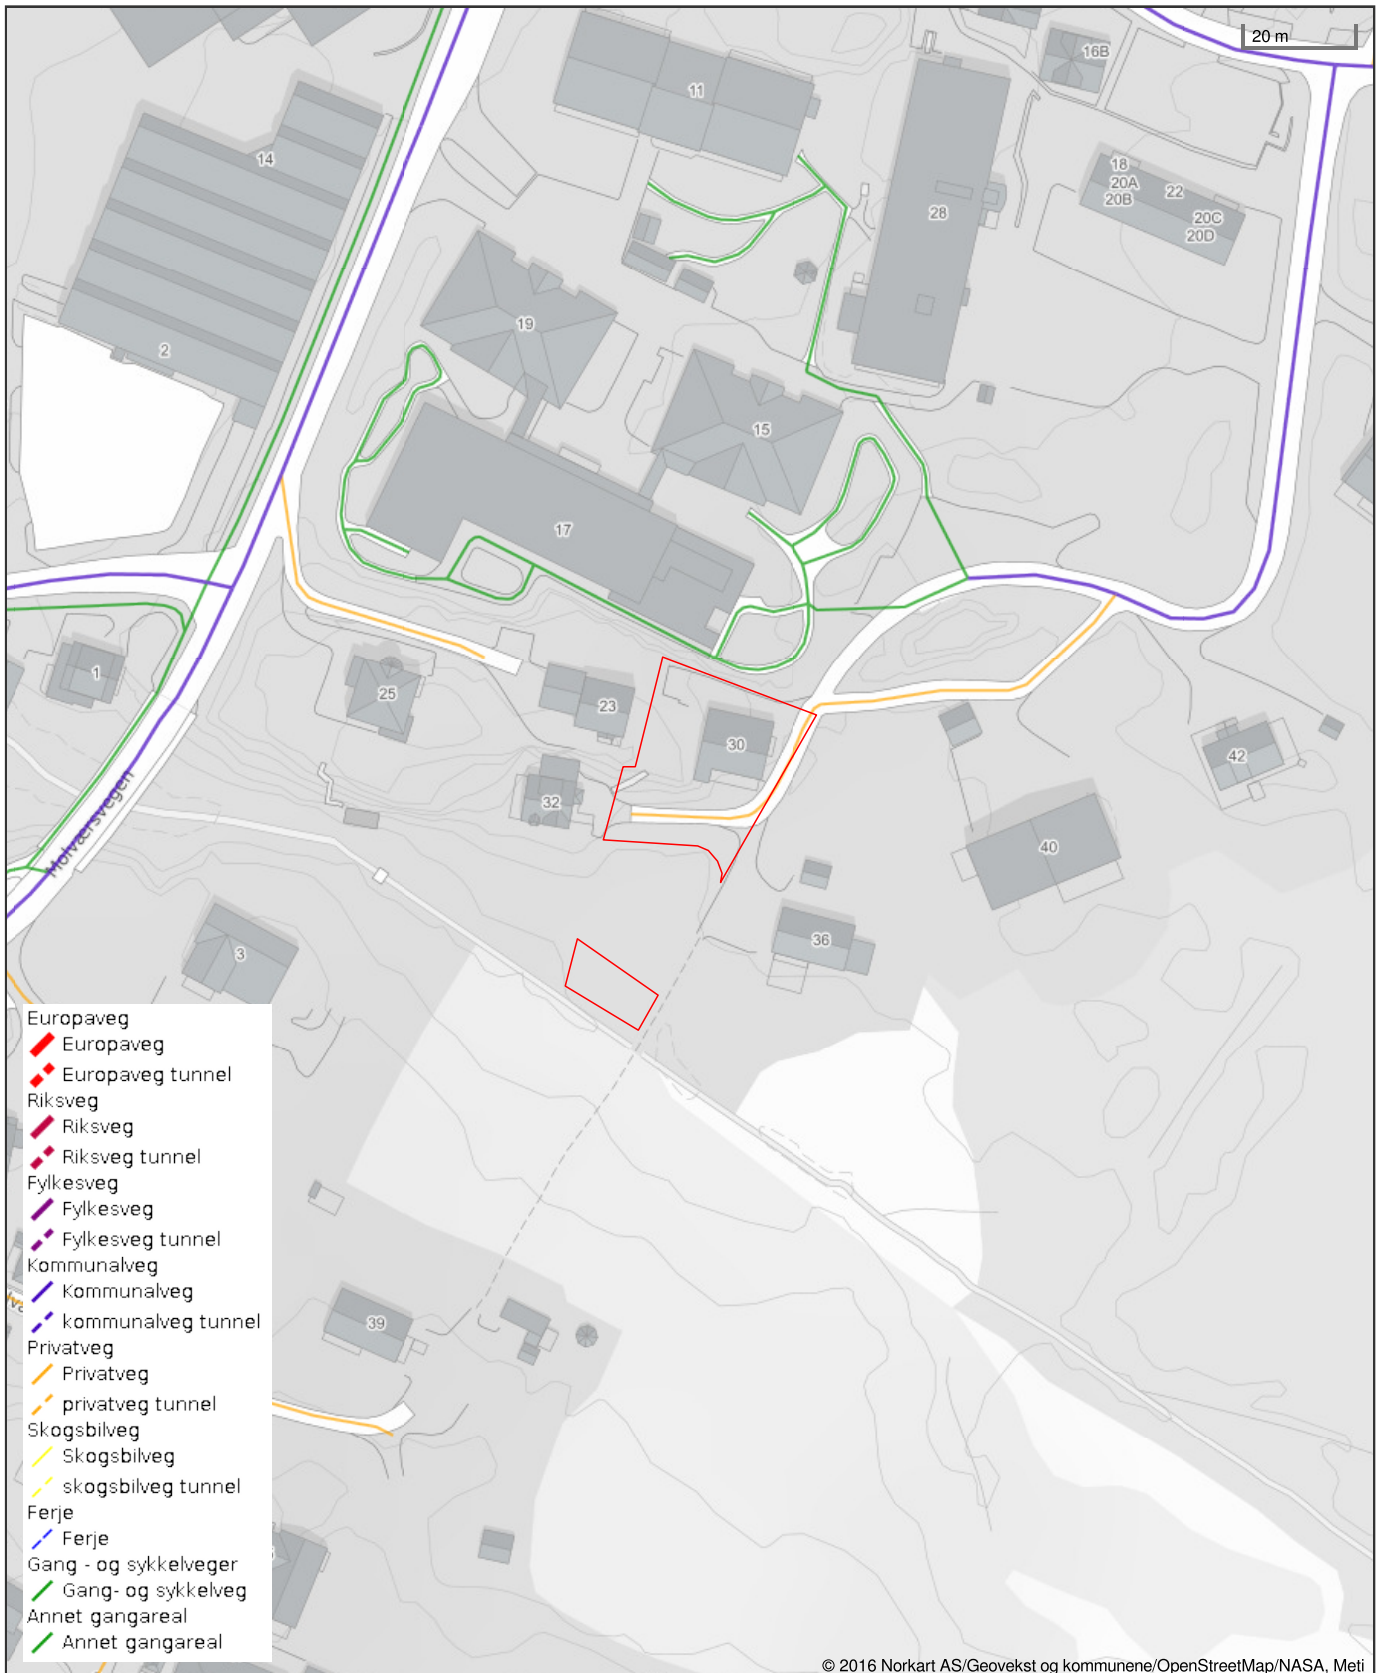 20 m
16B
11
14
18
20A
22
20B
28
20C
20D
19
2
15
17
1
25
23
30
42
32
Molværsvegen
40
36
3
39
Europaveg
Europaveg
Europaveg tunnel
Riksveg
Riksveg
Riksveg tunnel
Fylkesveg
Fylkesveg
Fylkesveg tunnel
Kommunalveg
Kommunalveg
kommunalveg tunnel
Privatveg
Privatveg
privatveg tunnel
Skogsbilveg
Skogsbilveg
skogsbilveg tunnel
Ferje
Ferje
Gang - og sykkelveger
Gang- og sykkelveg
Annet gangareal
Annet gangareal
© 2016 Norkart AS/Geovekst og kommunene/OpenStreetMap/NASA, Meti